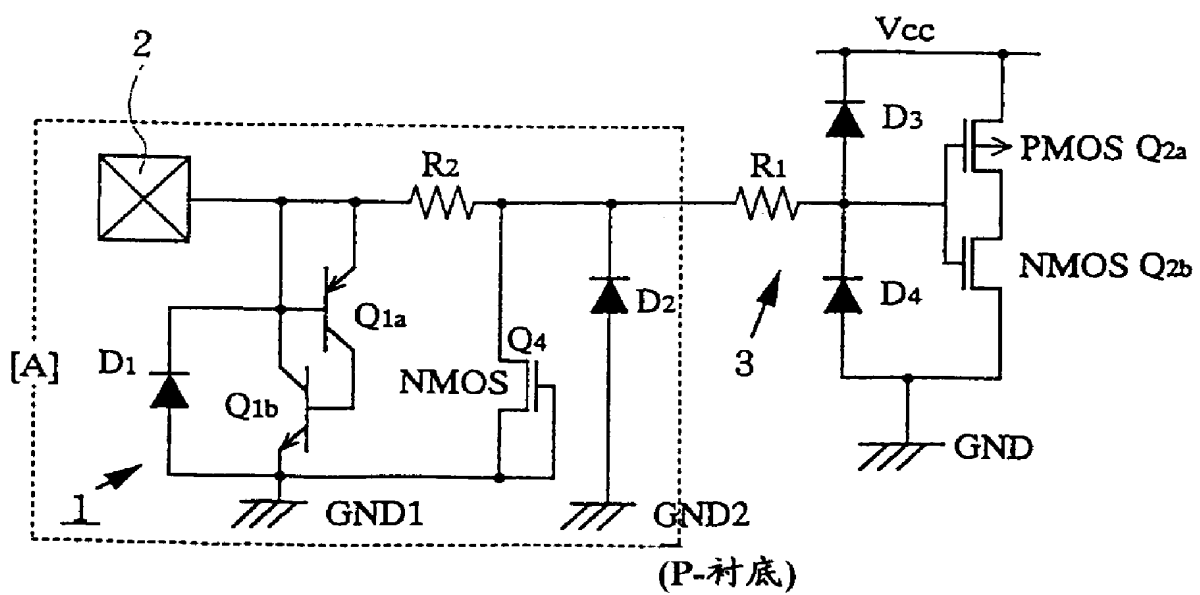 Vcc
2
D3
R2
R1
PMOS Q2a
NMOS Q2b
D2
D4
Q1a
Q4
[A]
D1
NMOS
3
Q1b
GND
1
GND1
GND2
(P-衬底)